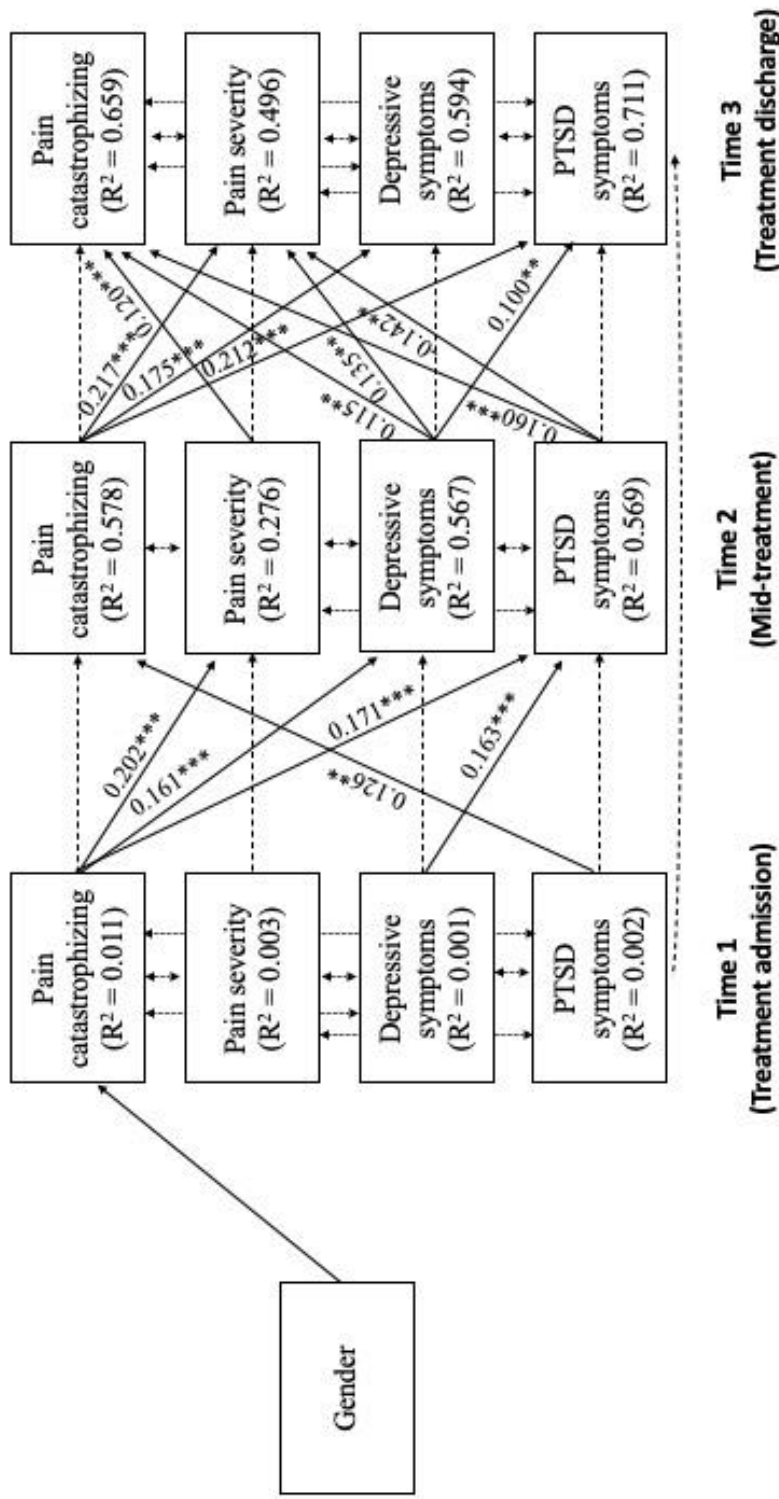 Gender
Pain
catastrophizing
(R² = 0.011)
Pain severity
(R² = 0.003)
Depressive
symptoms
(R² = 0.001)
PTSD
symptoms
(R² = 0.002)
Time 1
(Treatment admission)
0.202***
0.161***
0.171***
0.126**
0.163***
Pain
catastrophizing
(R² = 0.578)
Pain severity
(R² = 0.276)
Depressive
symptoms
(R² = 0.567)
PTSD
symptoms
(R² = 0.569)
Time 2
(Mid-treatment)
0.217***
0.120***
0.175***
0.212***
0.115**
0.135**
0.160***
-0.142**
0.100**
Pain
catastrophizing
(R² = 0.659)
Pain severity
(R² = 0.496)
Depressive
symptoms
(R² = 0.594)
PTSD
symptoms
(R² = 0.711)
Time 3
(Treatment discharge)